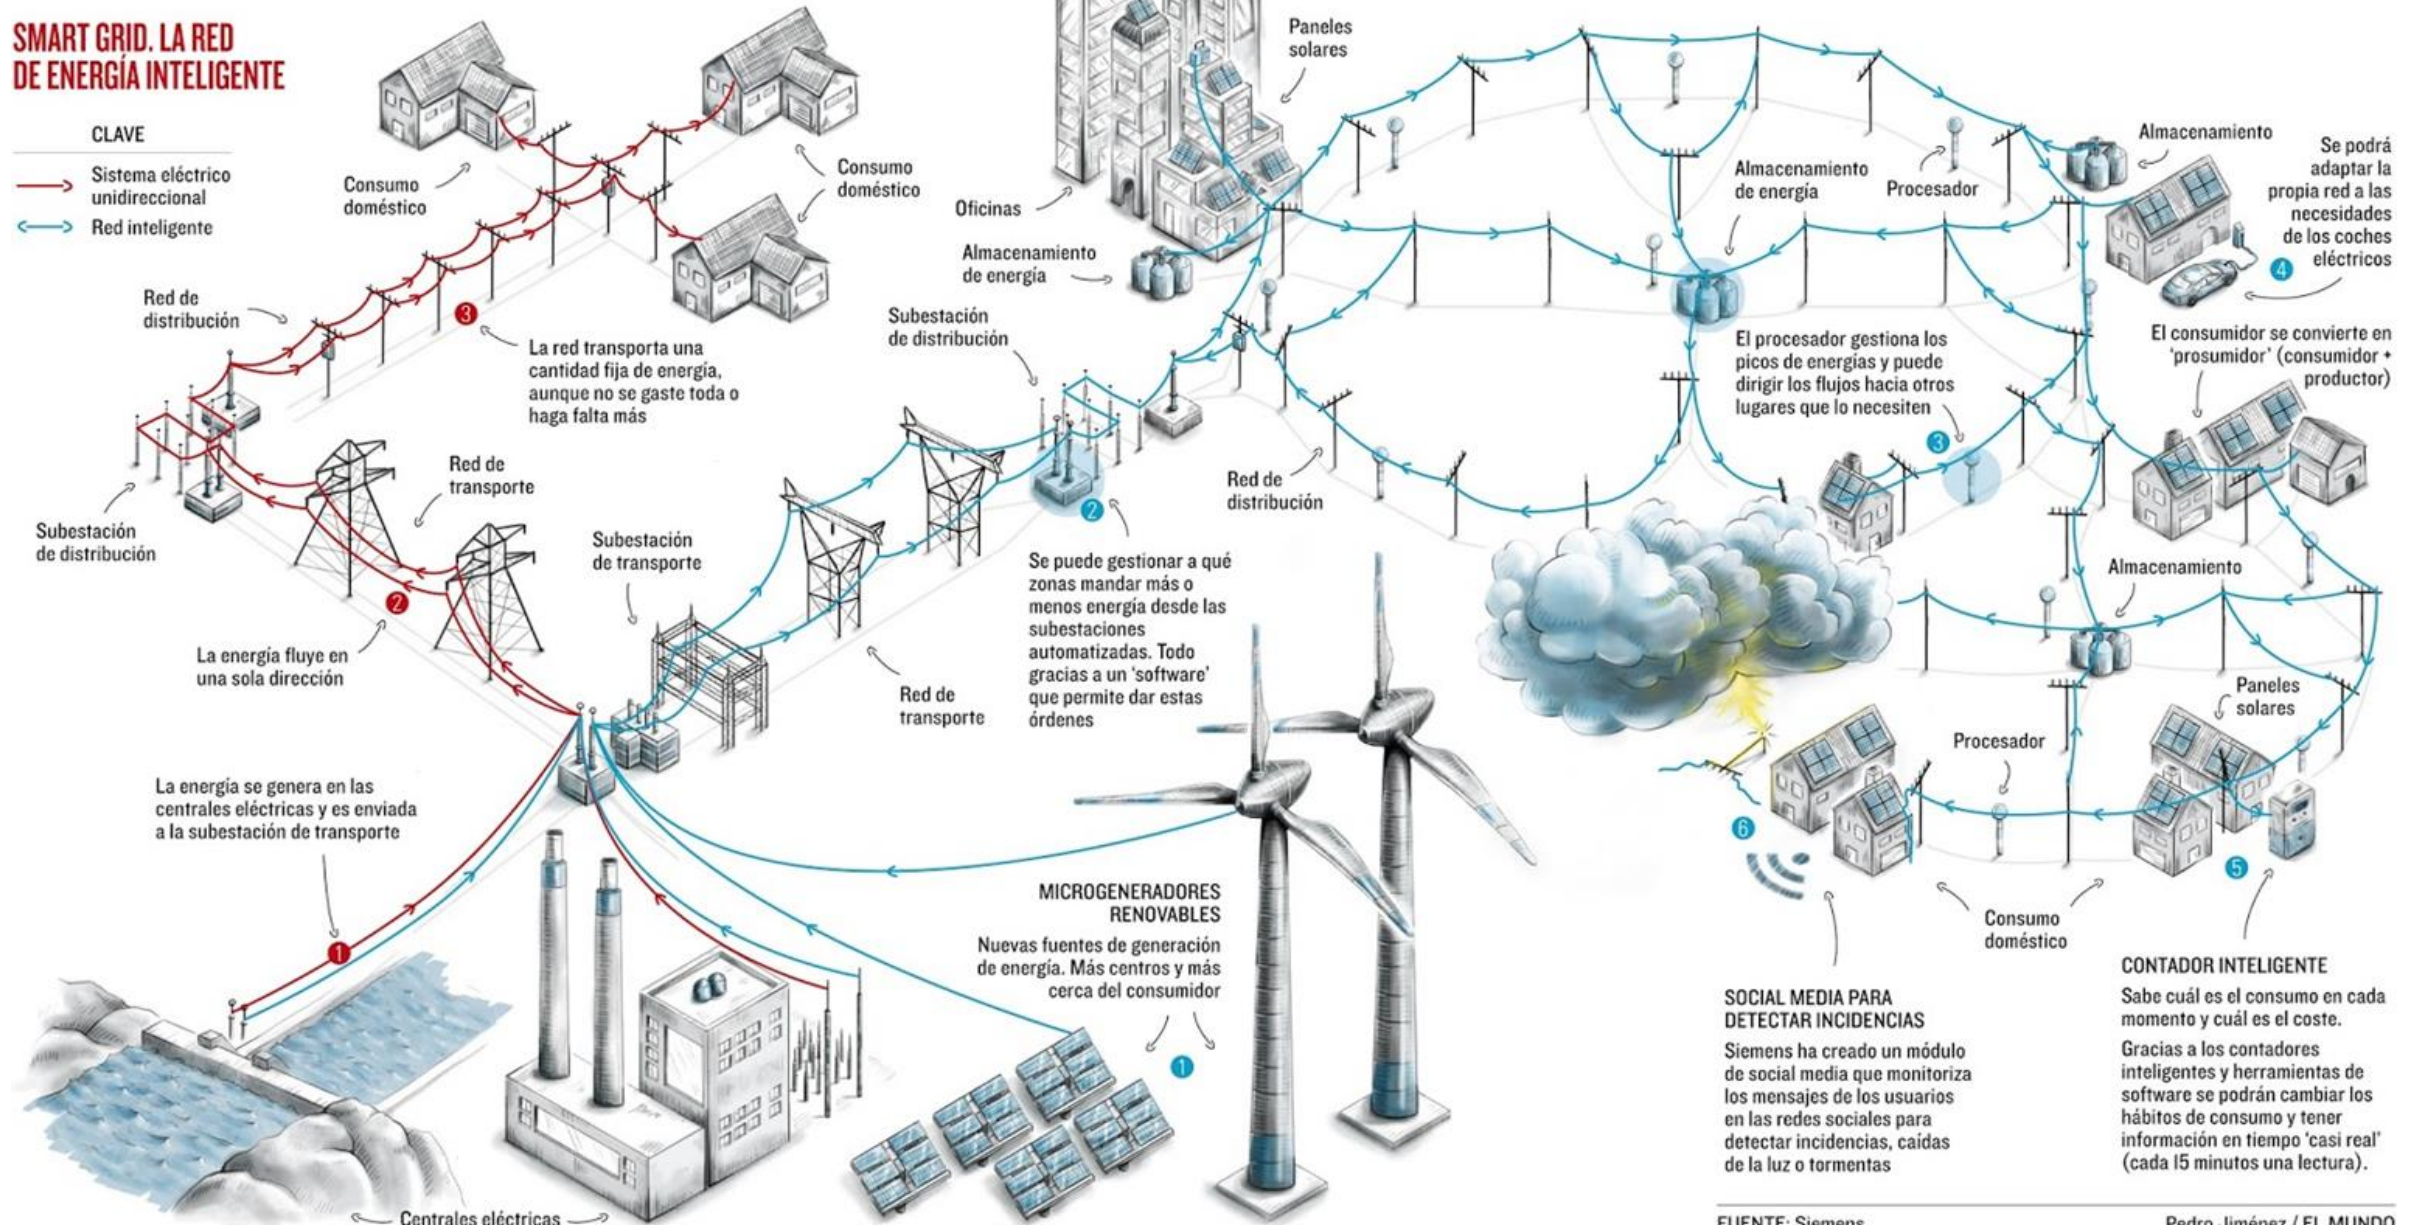 SMART GRID. LA RED
DE ENERGÍA INTELIGENTE
CLAVE
Sistema eléctrico
unidireccional
Red inteligente
Consumo
doméstico
Consumo
doméstico
Red de
distribución
3
La red transporta una
cantidad fija de energía,
aunque no se gaste toda o
haga falta más
Subestación
de distribución
Red de
transporte
2
La energía fluye en
una sola dirección
La energía se genera en las
centrales eléctricas y es enviada
a la subestación de transporte
1
Centrales eléctricas
Subestación
de transporte
Red de
transporte
MICROGENERADORES
RENOVABLES
Nuevas fuentes de generación
de energía. Más centros y más
cerca del consumidor
1
Subestación
de distribución
2
Se puede gestionar a qué
zonas mandar más o
menos energía desde las
subestaciones
automatizadas. Todo
gracias a un ‘software’
que permite dar estas
órdenes
Paneles
solares
Oficinas
Almacenamiento
de energía
Red de
distribución
Almacenamiento
de energía
Procesador
El procesador gestiona los
picos de energías y puede
dirigir los flujos hacia otros
lugares que lo necesiten
3
Almacenamiento
Se podrá
adaptar la
propia red a las
necesidades
de los coches
eléctricos
4
El consumidor se convierte en
‘prosumidor’ (consumidor +
productor)
Almacenamiento
Paneles
solares
Procesador
Consumo
doméstico
6
SOCIAL MEDIA PARA
DETECTAR INCIDENCIAS
Siemens ha creado un módulo
de social media que monitoriza
los mensajes de los usuarios
en las redes sociales para
detectar incidencias, caídas
de la luz o tormentas
5
CONTADOR INTELIGENTE
Sabe cuál es el consumo en cada
momento y cuál es el coste.
Gracias a los contadores
inteligentes y herramientas de
software se podrán cambiar los
hábitos de consumo y tener
información en tiempo ‘casi real’
(cada 15 minutos una lectura).
FUENTE: Siemens
Pedro Jiménez / EL MUNDO